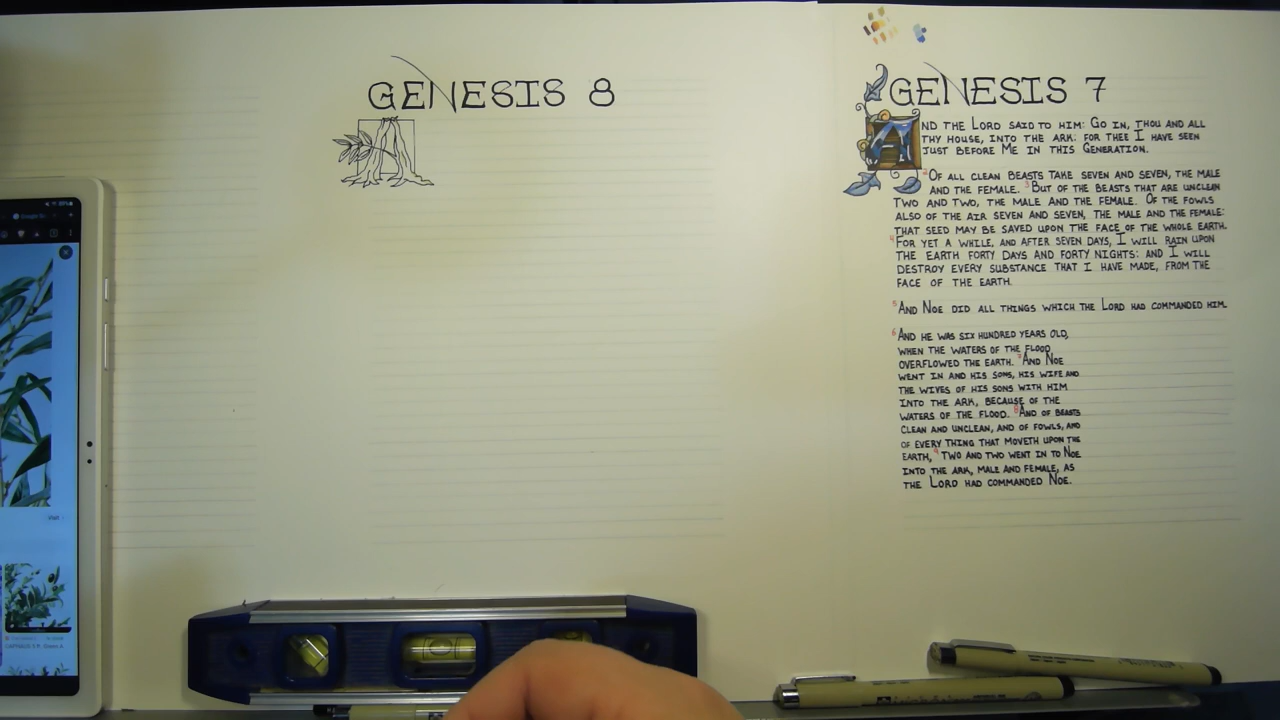 GENESIS 8
GENESIS 7
AND THE LORD SAID TO HIM: GO IN, THOU AND ALL
THY HOUSE, INTO THE ARK: FOR THEE I HAVE SEEN
JUST BEFORE ME IN THIS GENERATION.
2 OF ALL CLEAN BEASTS TAKE SEVEN AND SEVEN, THE MALE
AND THE FEMALE. 3 BUT OF THE BEASTS THAT ARE UNCLEAN
TWO AND TWO, THE MALE AND THE FEMALE. OF THE FOWLS
ALSO OF THE AIR SEVEN AND SEVEN, THE MALE AND THE FEMALE:
THAT SEED MAY BE SAVED UPON THE FACE OF THE WHOLE EARTH.
4 FOR YET A WHILE, AND AFTER SEVEN DAYS, I WILL RAIN UPON
THE EARTH FORTY DAYS AND FORTY NIGHTS: AND I WILL
DESTROY EVERY SUBSTANCE THAT I HAVE MADE, FROM THE
FACE OF THE EARTH.
5 AND NOE DID ALL THINGS WHICH THE LORD HAD COMMANDED HIM.
6 AND HE WAS SIX HUNDRED YEARS OLD,
WHEN THE WATERS OF THE FLOOD
OVERFLOWED THE EARTH. 7 AND NOE
WENT IN AND HIS SONS, HIS WIFE AND
THE WIVES OF HIS SONS WITH HIM
INTO THE ARK, BECAUSE OF THE
WATERS OF THE FLOOD. 8 AND OF BEASTS
CLEAN AND UNCLEAN, AND OF FOWLS, AND
OF EVERY THING THAT MOVETH UPON THE
EARTH, 9 TWO AND TWO WENT IN TO NOE
INTO THE ARK, MALE AND FEMALE, AS
THE LORD HAD COMMANDED NOE.